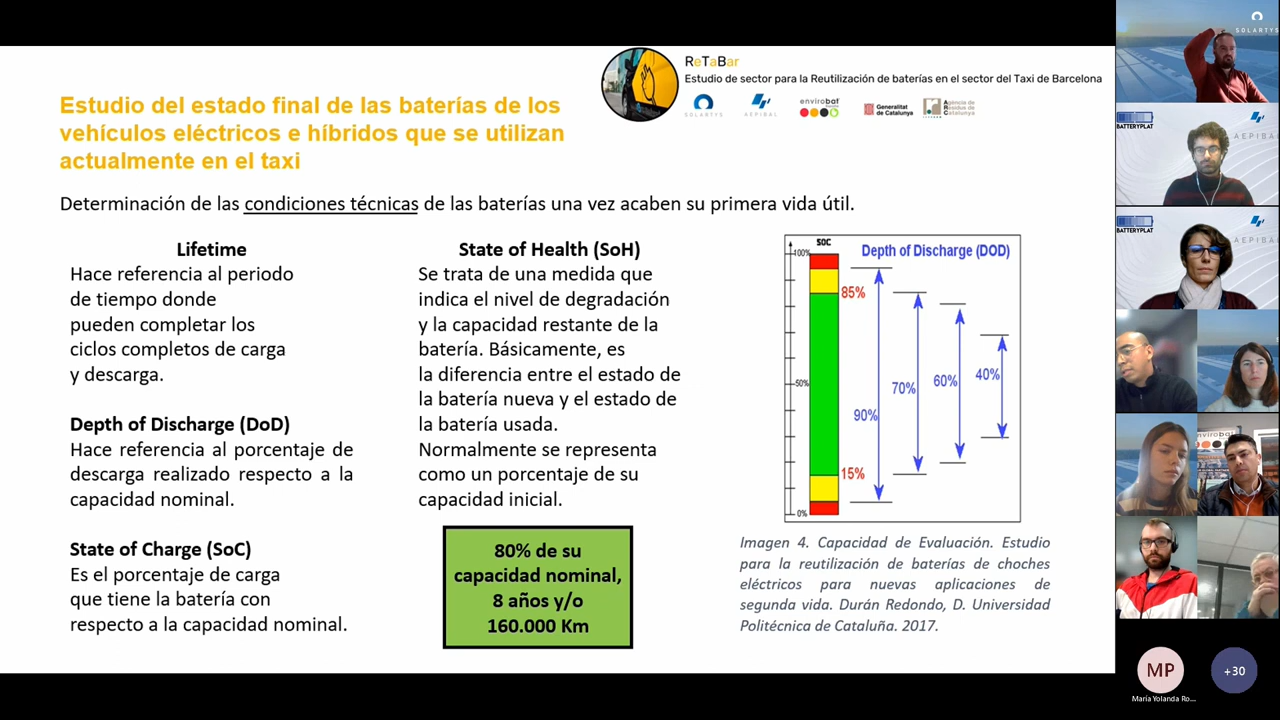 ReTaBar
Estudio de sector para la Reutilización de baterías en el sector del Taxi de Barcelona
SOLARTYS
AEPIBAL
envirobat
Generalitat
de Catalunya
Agència de
Residus de
Catalunya
Estudio del estado final de las baterías de los
vehículos eléctricos e híbridos que se utilizan
actualmente en el taxi
Determinación de las condiciones técnicas de las baterías una vez acaben su primera vida útil.
Lifetime
Hace referencia al periodo
de tiempo donde
pueden completar los
ciclos completos de carga
y descarga.
Depth of Discharge (DoD)
Hace referencia al porcentaje de
descarga realizado respecto a la
capacidad nominal.
State of Charge (SoC)
Es el porcentaje de carga
que tiene la batería con
respecto a la capacidad nominal.
State of Health (SoH)
Se trata de una medida que
indica el nivel de degradación
y la capacidad restante de la
batería. Básicamente, es
la diferencia entre el estado de
la batería nueva y el estado de
la batería usada.
Normalmente se representa
como un porcentaje de su
capacidad inicial.
80% de su
capacidad nominal,
8 años y/o
160.000 Km
SOC
Depth of Discharge (DOD)
100%
85%
50%
15%
0%
90%
70%
60%
40%
Imagen 4. Capacidad de Evaluación. Estudio
para la reutilización de baterías de choches
eléctricos para nuevas aplicaciones de
segunda vida. Durán Redondo, D. Universidad
Politécnica de Cataluña. 2017.
SOLARTYS
BATTERYPLAT
AEPIBAL
BATTERYPLAT
AEPIBAL
envirobat
MP
María Yolanda Ro...
+30